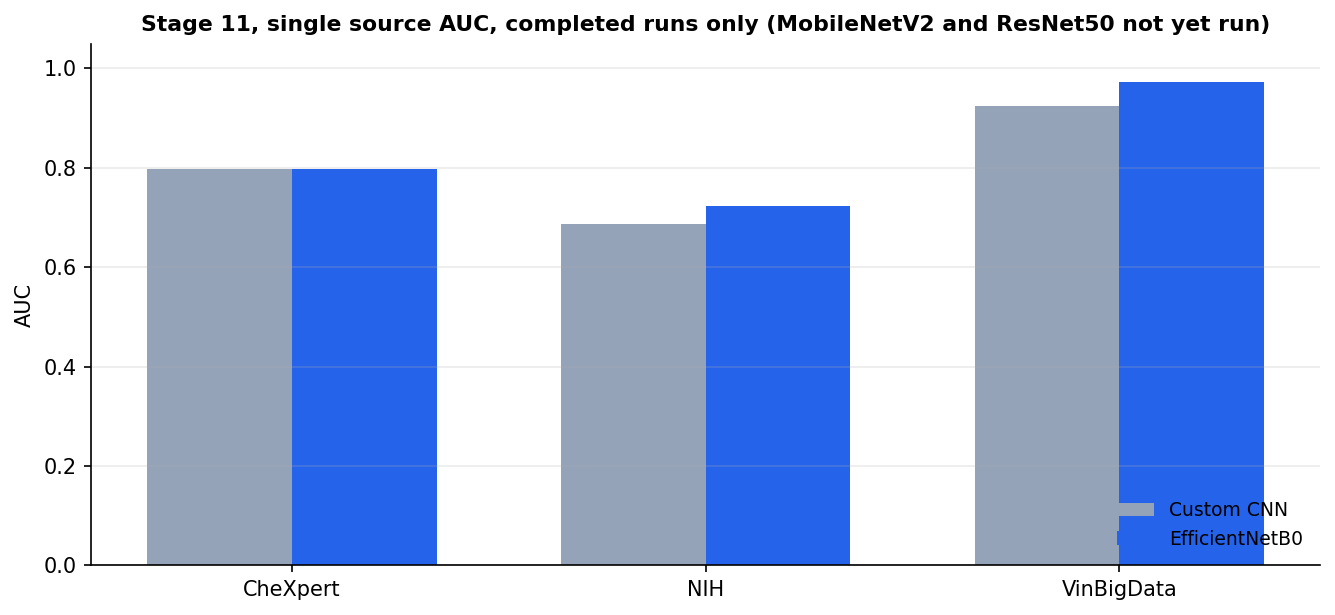 Stage 11, single source AUC, completed runs only (MobileNetV2 and ResNet50 not yet run)
1.0
0.8
0.6
0.4
0.2
0.0
AUC
Custom CNN
EfficientNetB0
CheXpert
NIH
VinBigData